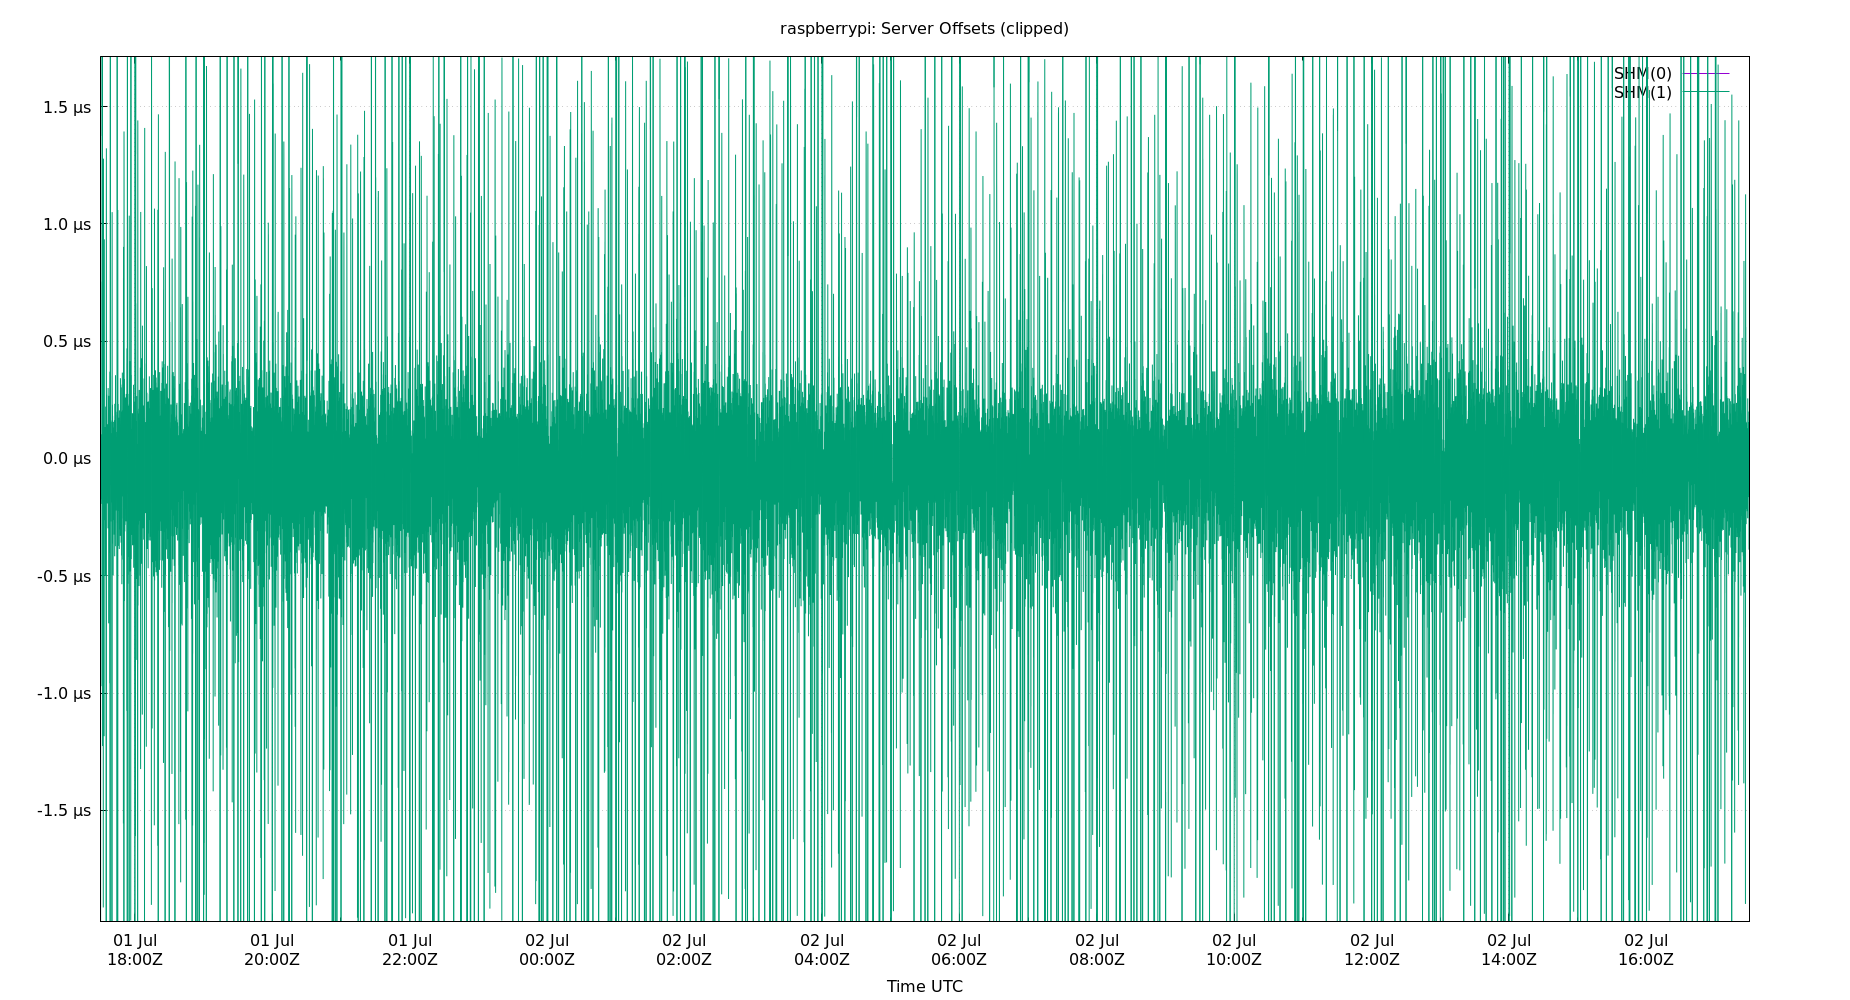 raspberrypi: Server Offsets (clipped)
SHM(0)
SHM(1)
1.5 µs
1.0 µs
0.5 µs
0.0 µs
-0.5 µs
-1.0 µs
-1.5 µs
01 Jul 01 Jul 01 Jul 02 Jul 02 Jul 02 Jul 02 Jul 02 Jul 02 Jul 02 Jul 02 Jul 02 Jul
18:00Z 20:00Z 22:00Z 00:00Z 02:00Z 04:00Z 06:00Z 08:00Z 10:00Z 12:00Z 14:00Z 16:00Z
Time UTC